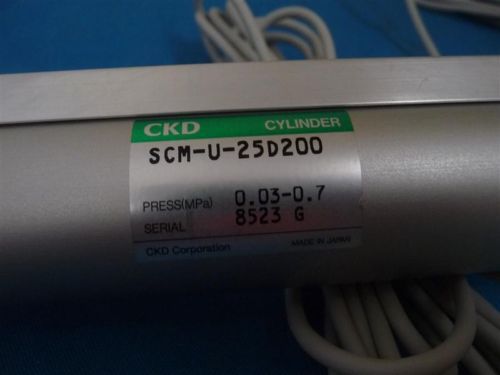 CKD CYLINDER
SCM-U-25D200
PRESS(MPa) 0.03-0.7
SERIAL 8523 G
CKD Corporation MADE IN JAPAN